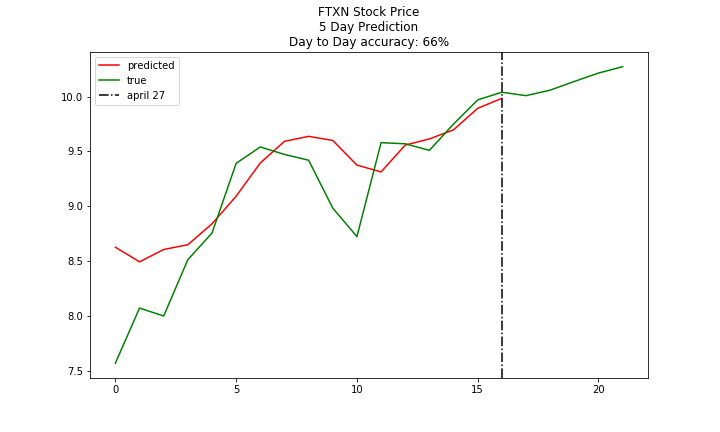 FTXN Stock Price
5 Day Prediction
Day to Day accuracy: 66%
predicted
true
april 27
10.0
9.5
9.0
8.5
8.0
7.5
0 5 10 15 20